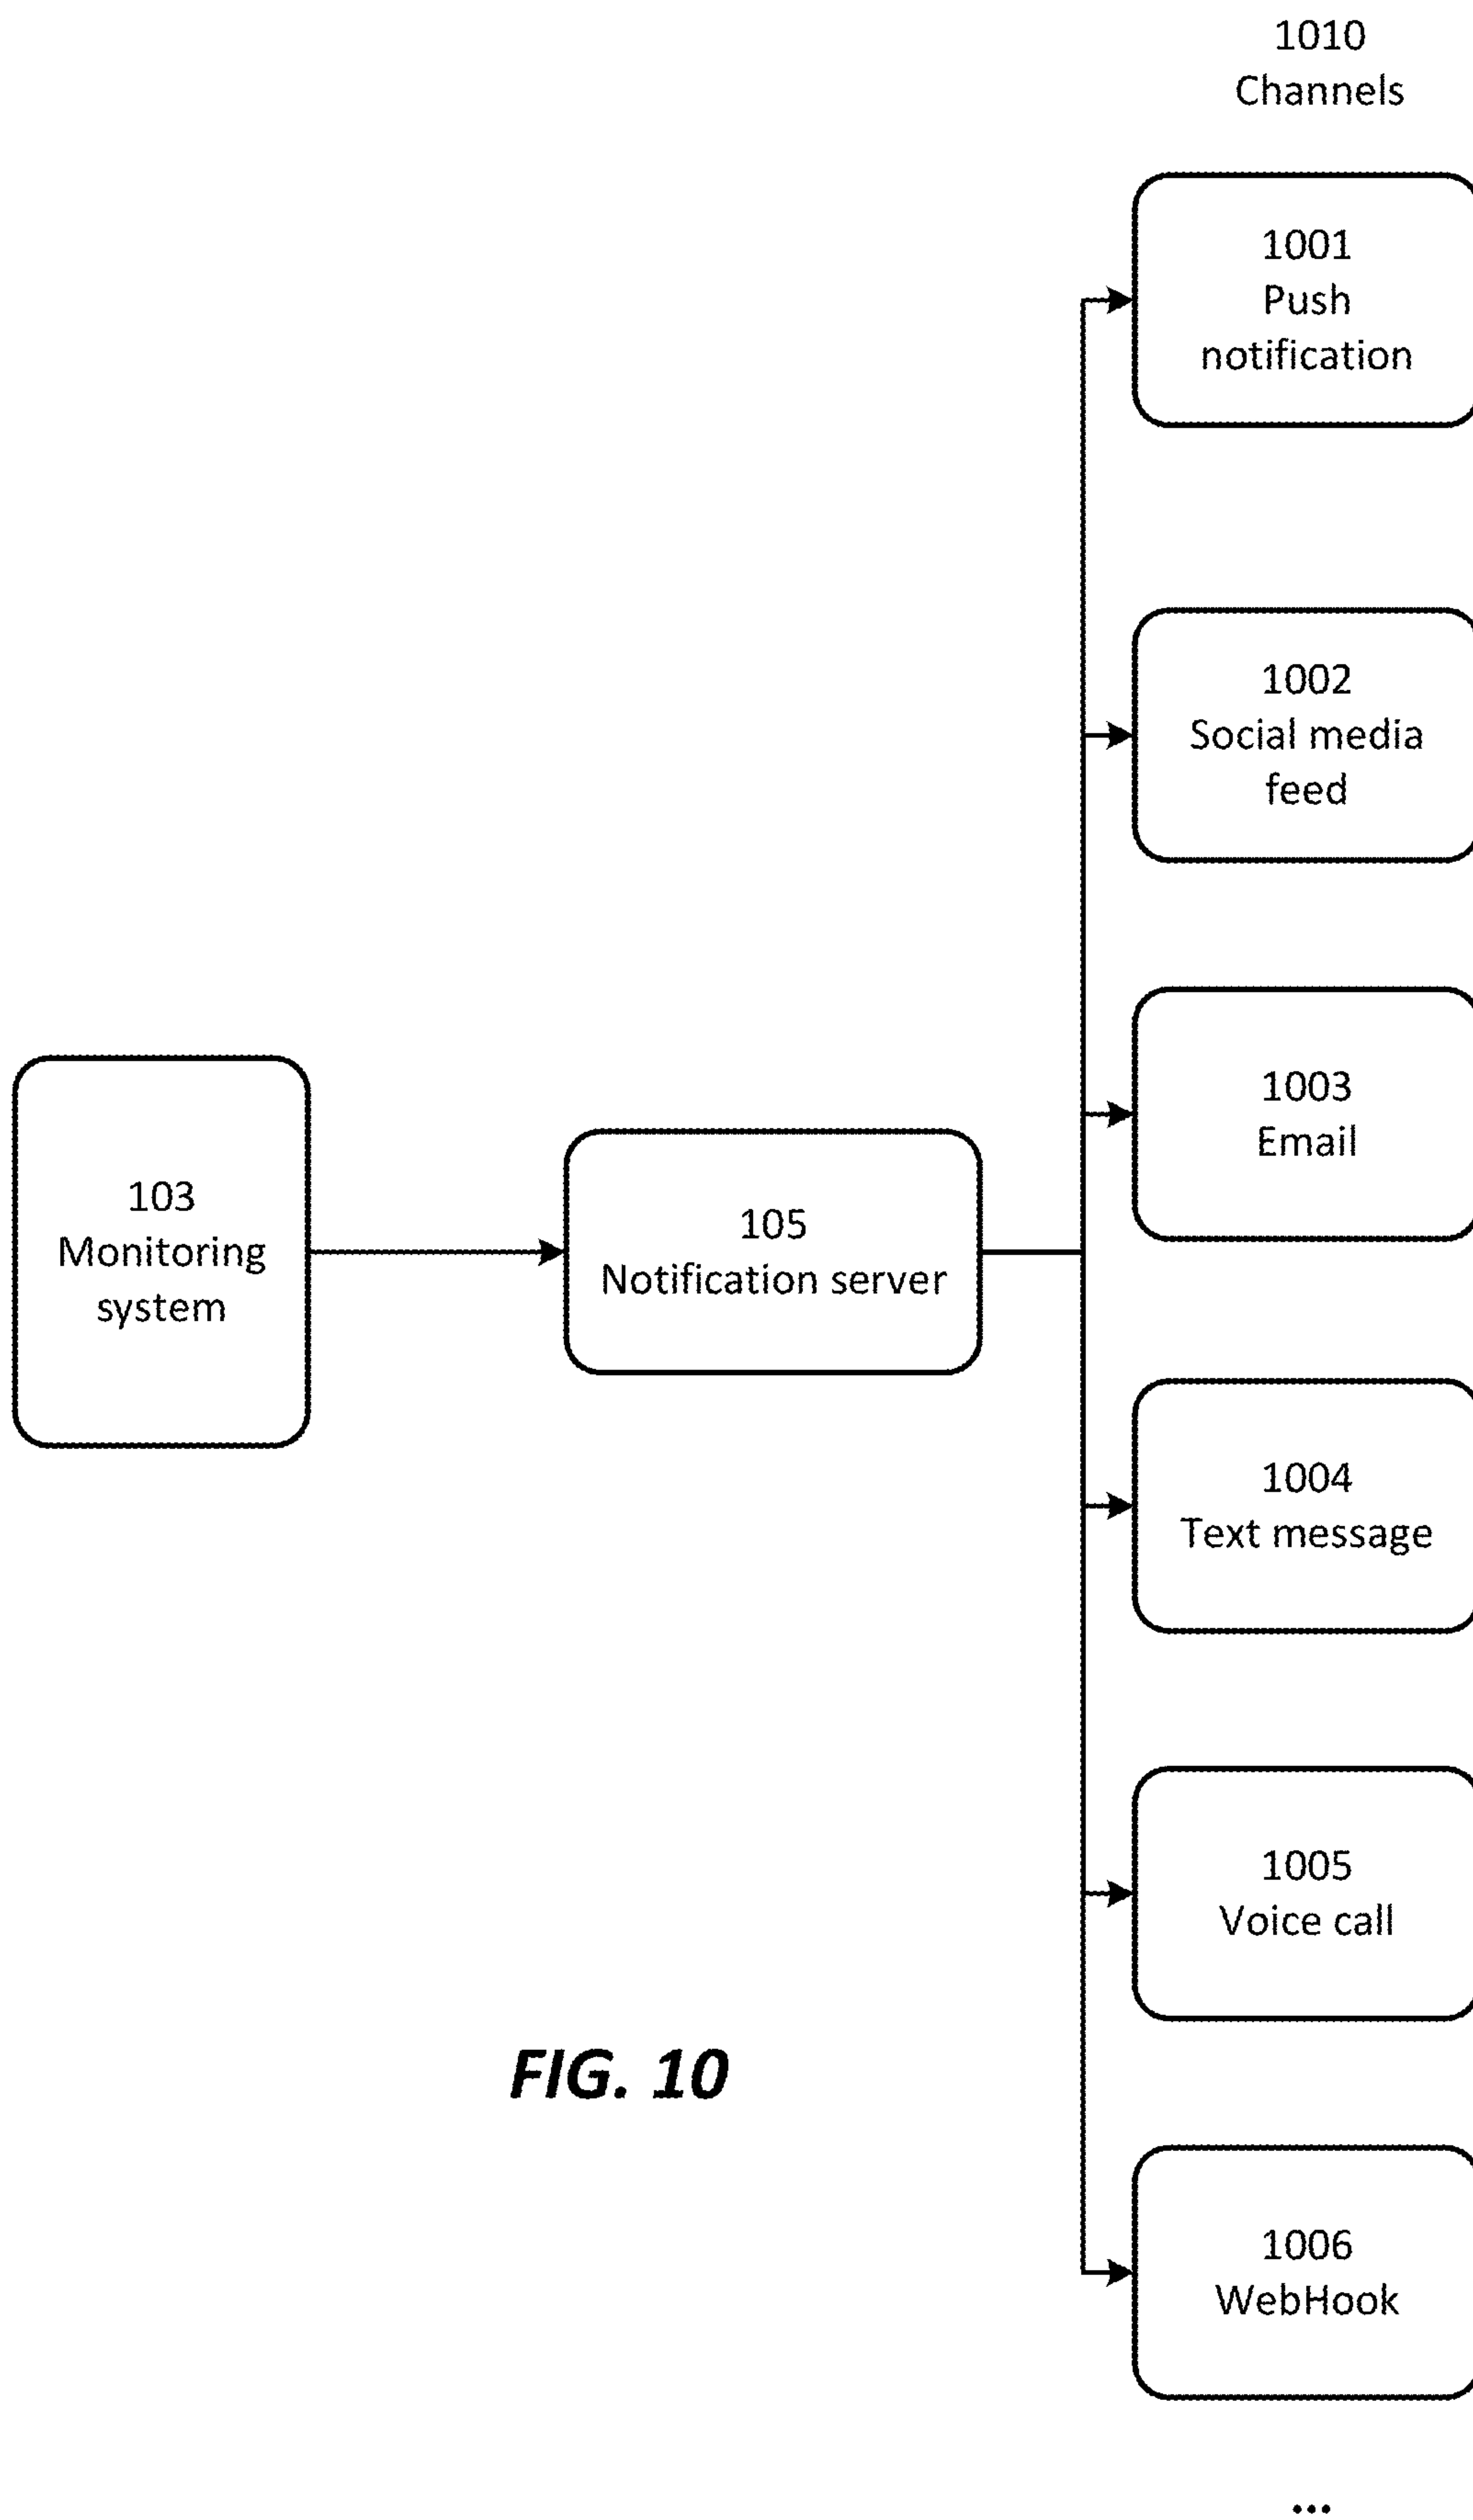 1010
Channels
1001
Push
notification
1002
Social media
feed
1003
Email
103
Monitoring
system
105
Notification server
1004
Text message
1005
Voice call
FIG. 10
1006
WebHook
...